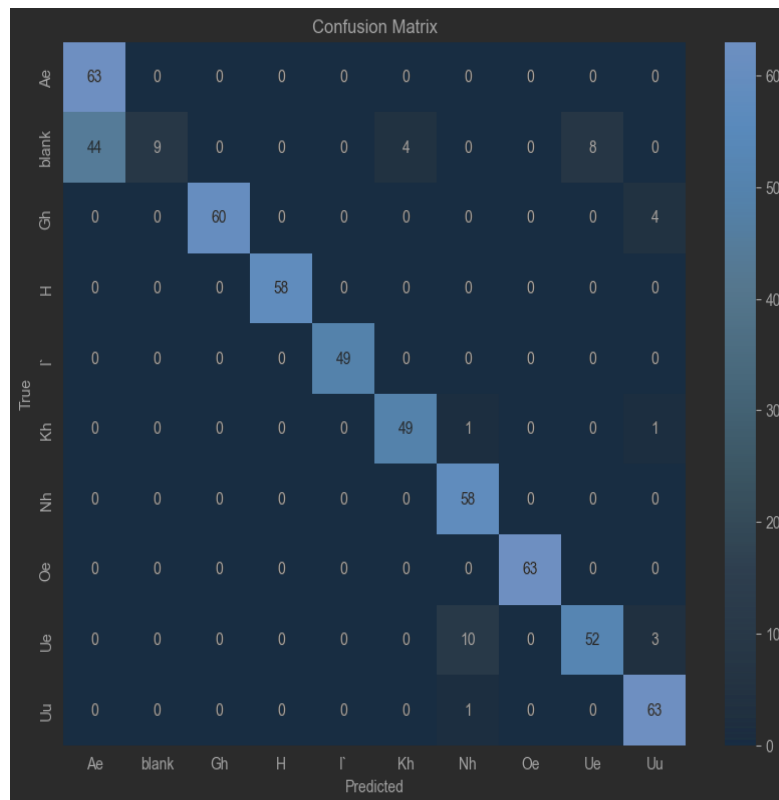 Confusion Matrix
Ae 63 0 0 0 0 0 0 0 0 0
blank 44 9 0 0 0 4 0 0 8 0
Gh 0 0 60 0 0 0 0 0 0 4
H 0 0 0 58 0 0 0 0 0 0
0 0 0 0 49 0 0 0 0 0
Kh 0 0 0 0 0 49 1 0 0 1
Nh 0 0 0 0 0 0 58 0 0 0
Oe 0 0 0 0 0 0 0 63 0 0
Ue 0 0 0 0 0 0 10 0 52 3
Uu 0 0 0 0 0 0 1 0 0 63
Ae blank Gh H Kh Nh Oe Ue Uu
Predicted
True
60
50
40
30
20
10
0